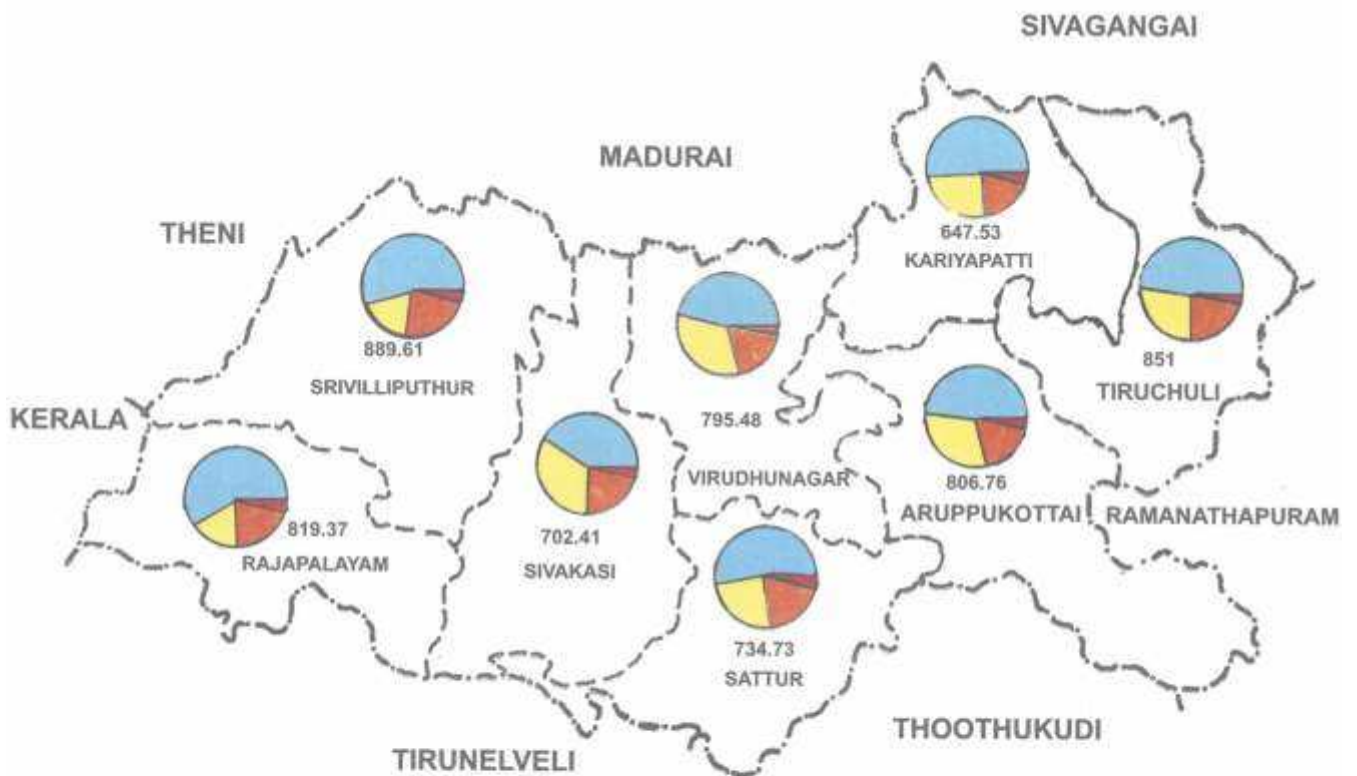 SIVAGANGAI
MADURAI
THENI
647.53
KARIYAPATTI
889.61
SRIVILLIPUTHUR
851
TIRUCHULI
KERALA
795.48
VIRUDHUNAGAR
806.76
ARUPPUKOTTAI
RAMANATHAPURAM
819.37
RAJAPALAYAM
702.41
SIVAKASI
734.73
SATTUR
THOOTHUKUDI
TIRUNELVELI